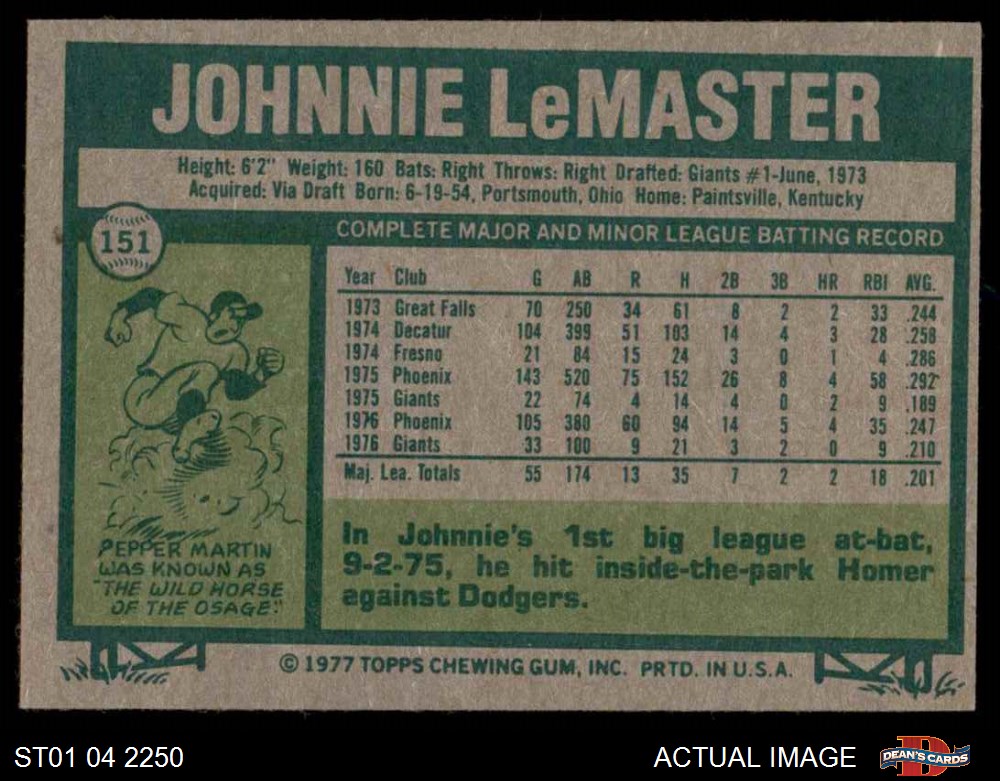 JOHNNIE LeMASTER
Height: 6'2" Weight: 160 Bats: Right Throws: Right Drafted: Giants #1-June, 1973
Acquired: Via Draft Born: 6-19-54, Portsmouth, Ohio Home: Paintsville, Kentucky
151
COMPLETE MAJOR AND MINOR LEAGUE BATTING RECORD
Year Club G AB R H 2B 3B HR RBI AVG.
1973 Great Falls 70 250 34 61 8 2 2 33 .244
1974 Decatur 104 399 51 103 14 4 3 28 .258
1974 Fresno 21 84 15 24 3 0 1 4 .286
1975 Phoenix 143 520 75 152 26 8 4 58 .292
1975 Giants 22 74 4 14 4 0 2 9 .189
1976 Phoenix 105 380 60 94 14 5 4 35 .247
1976 Giants 33 100 9 21 3 2 0 9 .210
Maj. Lea. Totals 55 174 13 35 7 2 2 18 .201
PEPPER MARTIN
WAS KNOWN AS
"THE WILD HORSE
OF THE OSAGE."
In Johnnie's 1st big league at-bat,
9-2-75, he hit inside-the-park Homer
against Dodgers.
© 1977 TOPPS CHEWING GUM, INC. PRTD. IN U.S.A.
ST01 04 2250
ACTUAL IMAGE
D
DEAN'S CARDS